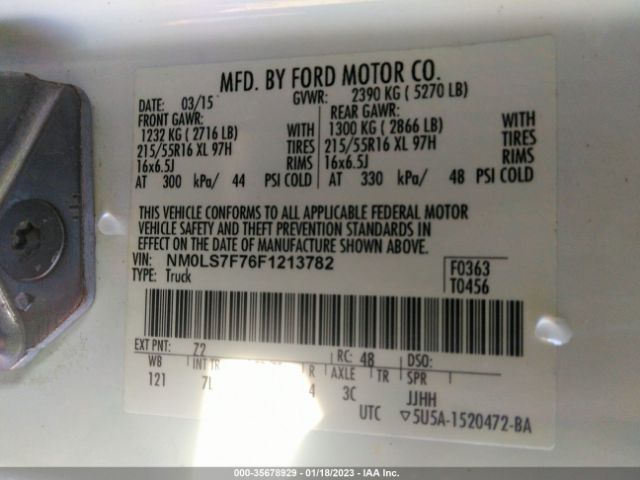 MFD. BY FORD MOTOR CO.
DATE: 03/15 GVWR: 2390 KG ( 5270 LB)
FRONT GAWR: REAR GAWR:
1232 KG ( 2716 LB) WITH 1300 KG ( 2866 LB) WITH
215/55R16 XL 97H TIRES 215/55R16 XL 97H TIRES
16x6.5J RIMS 16x6.5J RIMS
AT 300 kPa/ 44 PSI COLD AT 330 kPa/ 48 PSI COLD
THIS VEHICLE CONFORMS TO ALL APPLICABLE FEDERAL MOTOR
VEHICLE SAFETY AND THEFT PREVENTION STANDARDS IN
EFFECT ON THE DATE OF MANUFACTURE SHOWN ABOVE.
VIN: NM0LS7F76F1213782 F0363
TYPE: Truck T0456
EXT PNT: Z2 RC: 48 DSO:
WB INT TR R AXLE TR SPR
121 7L 4 3C JJHH
UTC ▽5U5A-1520472-BA
000-35678929 - 01/18/2023 - IAA Inc.